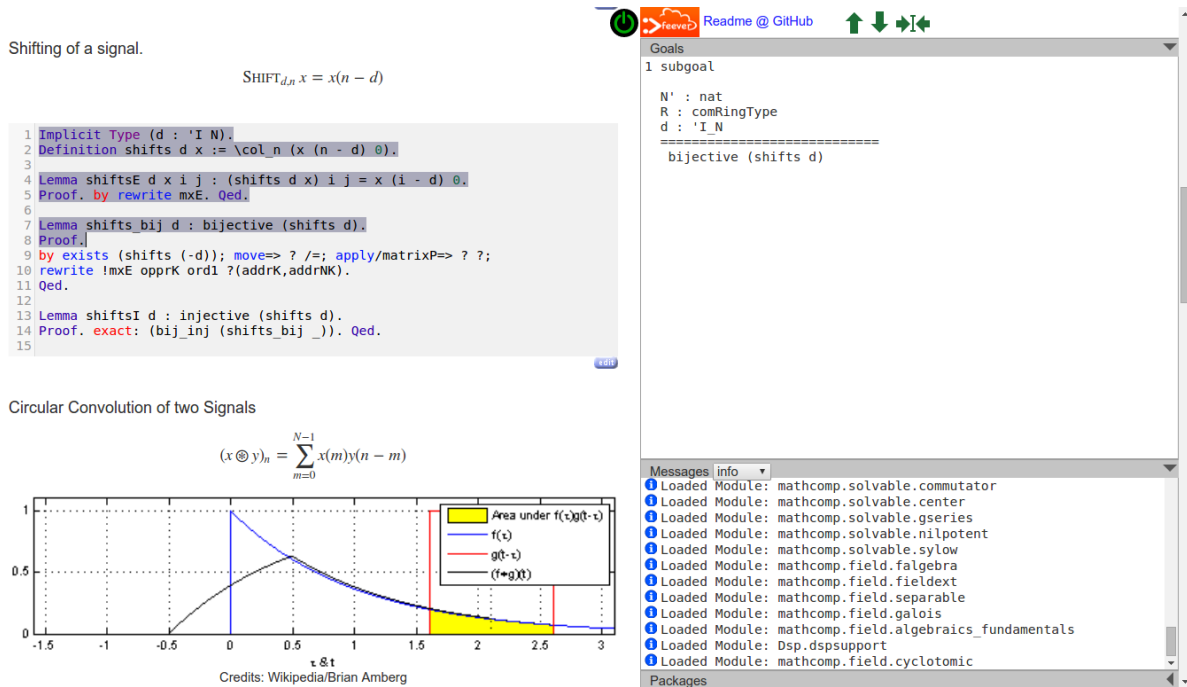 Shifting of a signal.
SHIFT_{d,n} x = x(n − d)
1 Implicit Type (d : 'I_N).
2 Definition shifts d x := \col_n (x (n - d) 0).
3
4 Lemma shiftsE d x i j : (shifts d x) i j = x (i - d) 0.
5 Proof. by rewrite mxE. Qed.
6
7 Lemma shifts_bij d : bijective (shifts d).
8 Proof.
9 by exists (shifts (-d)); move=> ? /=; apply/matrixP=> ? ?;
10 rewrite !mxE opprK ord1 ?(addrK,addrNK).
11 Qed.
12
13 Lemma shiftsI d : injective (shifts d).
14 Proof. exact: (bij_inj (shifts_bij _)). Qed.
15
edit
Circular Convolution of two Signals
(x ⊛ y)_n = ∑_{m=0}^{N−1} x(m)y(n − m)
1
0.5
0
Area under f(τ)g(t-τ)
f(τ)
g(t-τ)
(f∗g)(t)
-1.5 -1 -0.5 0 0.5 1 1.5 2 2.5 3
τ & t
Credits: Wikipedia/Brian Amberg
feever
Readme @ GitHub
Goals
1 subgoal
N' : nat
R : comRingType
d : 'I_N
============================
bijective (shifts d)
Messages info
Loaded Module: mathcomp.solvable.commutator
Loaded Module: mathcomp.solvable.center
Loaded Module: mathcomp.solvable.gseries
Loaded Module: mathcomp.solvable.nilpotent
Loaded Module: mathcomp.solvable.sylow
Loaded Module: mathcomp.field.falgebra
Loaded Module: mathcomp.field.fieldext
Loaded Module: mathcomp.field.separable
Loaded Module: mathcomp.field.galois
Loaded Module: mathcomp.field.algebraics_fundamentals
Loaded Module: Dsp.dspsupport
Loaded Module: mathcomp.field.cyclotomic
Packages